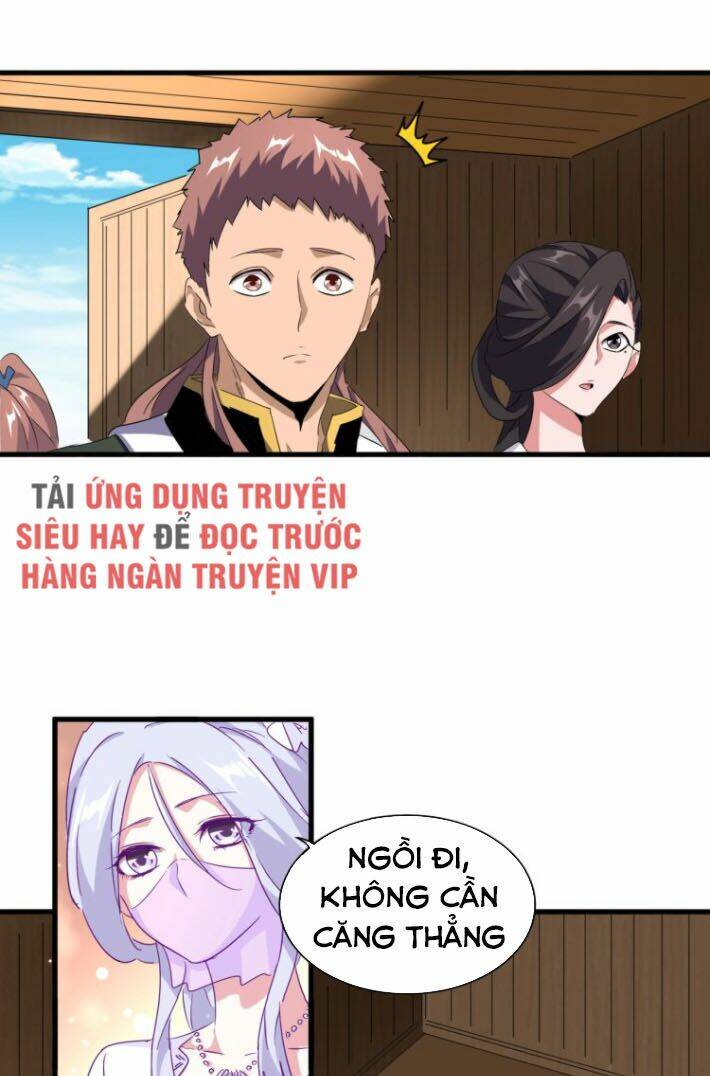 TẢI ỨNG DỤNG TRUYỆN
SIÊU HAY ĐỂ ĐỌC TRƯỚC
HÀNG NGÀN TRUYỆN VIP
NGỒI ĐI,
KHÔNG CẦN
CĂNG THẲNG